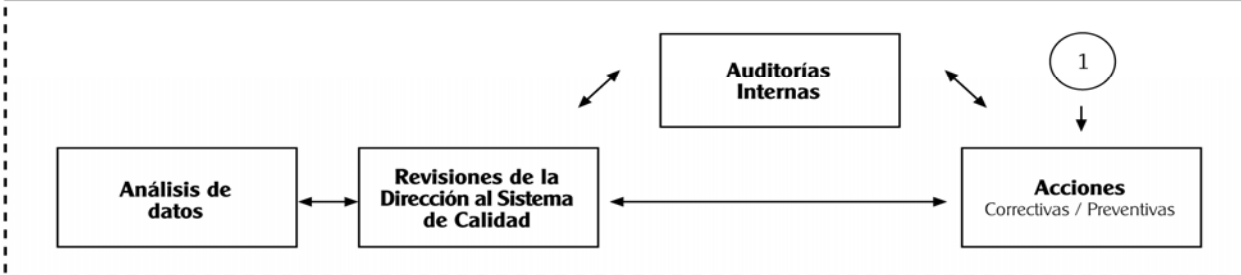 Auditorías
Internas
1
Análisis de
datos
Revisiones de la
Dirección al Sistema
de Calidad
Acciones
Correctivas / Preventivas